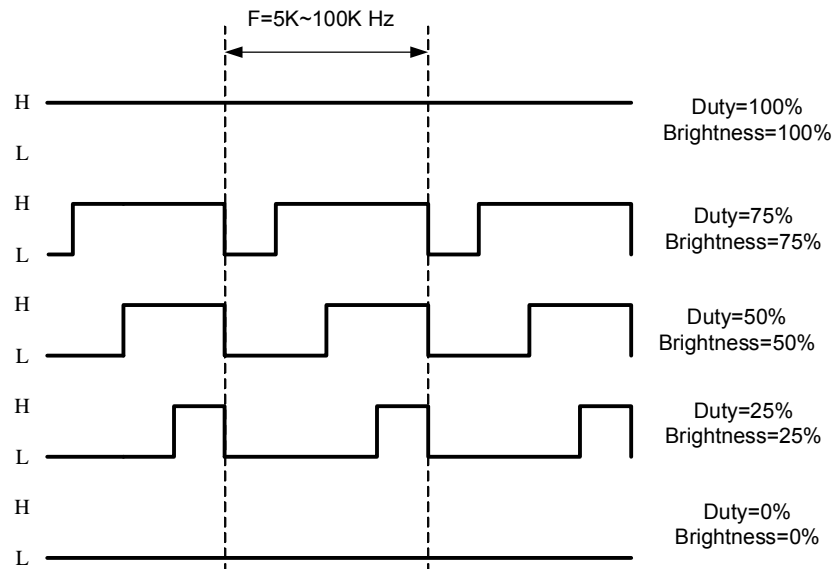 F=5K~100K Hz
H
Duty=100%
Brightness=100%
L
H
Duty=75%
Brightness=75%
L
H
Duty=50%
Brightness=50%
L
H
Duty=25%
Brightness=25%
L
H
Duty=0%
Brightness=0%
L